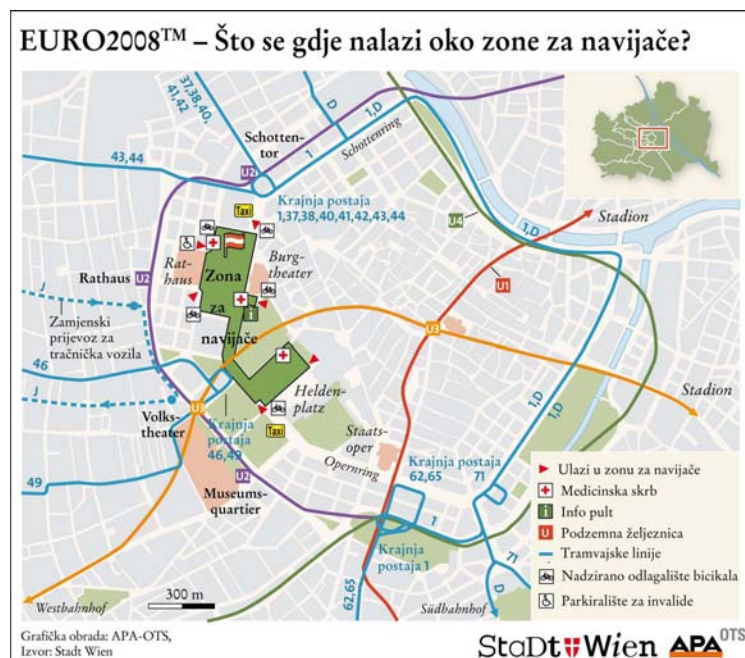 EURO2008™ – Što se gdje nalazi oko zone za navijače?
37,38,40,
41,42
D
1,D
Schotten-
tor
1
Schottenring
43,44
U2
Krajnja postaja
1,37,38,40,41,42,43,44
Taxi
U4
1,D
Stadion
Rathaus
U2
Rat-
haus
Zona
za
navijače
Burg-
theater
i
U1
J
Zamjenski
prijevoz za
tračnička vozila
U3
46
J
Stadion
Volks-
theater
U3
Krajnja
postaja
46,49
Helden-
platz
Taxi
1,D
1,D
49
U2
Museums-
quartier
Staats-
oper
Opernring
Krajnja postaja
62,65 71
1
Krajnja
postaja 1
62,65
71
D
Westbahnhof
300 m
Südbahnhof
Ulazi u zonu za navijače
Medicinska skrb
i Info pult
U Podzemna željeznica
Tramvajske linije
Nadzirano odlagalište bicikala
Parkiralište za invalide
Grafička obrada: APA-OTS,
Izvor: Stadt Wien
StaDt Wien APA OTS